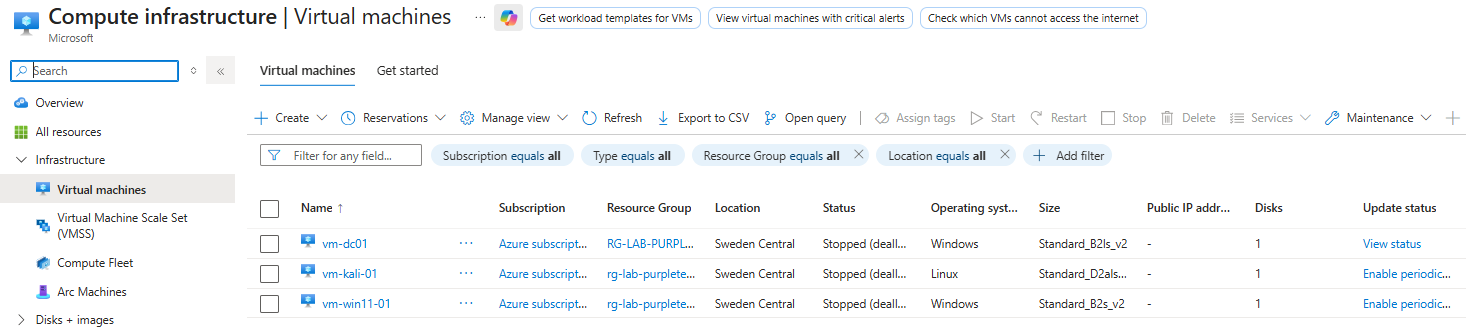 Compute infrastructure | Virtual machines ... Get workload templates for VMs View virtual machines with critical alerts Check which VMs cannot access the internet
Microsoft
Search
Overview
All resources
Infrastructure
Virtual machines
Virtual Machine Scale Set
(VMSS)
Compute Fleet
Arc Machines
Disks + images
Virtual machines Get started
Create Reservations Manage view Refresh Export to CSV Open query Assign tags Start Restart Stop Delete Services Maintenance
Filter for any field... Subscription equals all Type equals all Resource Group equals all Location equals all Add filter
Name ↑ Subscription Resource Group Location Status Operating syst... Size Public IP addr... Disks Update status
vm-dc01 ... Azure subscript... RG-LAB-PURPL... Sweden Central Stopped (deall... Windows Standard_B2ls_v2 - 1 View status
vm-kali-01 ... Azure subscript... rg-lab-purplete... Sweden Central Stopped (deall... Linux Standard_D2als... - 1 Enable periodic...
vm-win11-01 ... Azure subscript... rg-lab-purplete... Sweden Central Stopped (deall... Windows Standard_B2s_v2 - 1 Enable periodic...